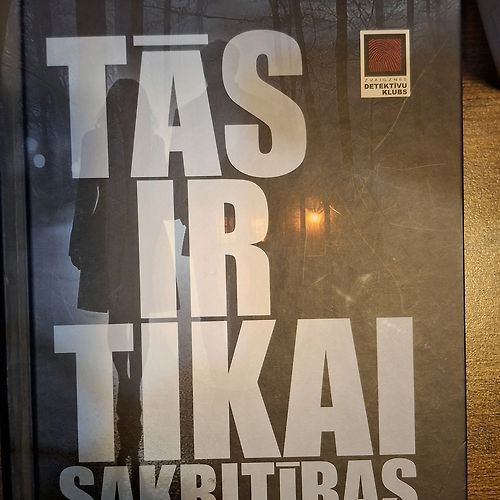 TĀS
ZVAIGZNES
DETEKTĪVU
KLUBS
IR
TIKAI
SAKRITĪBAS